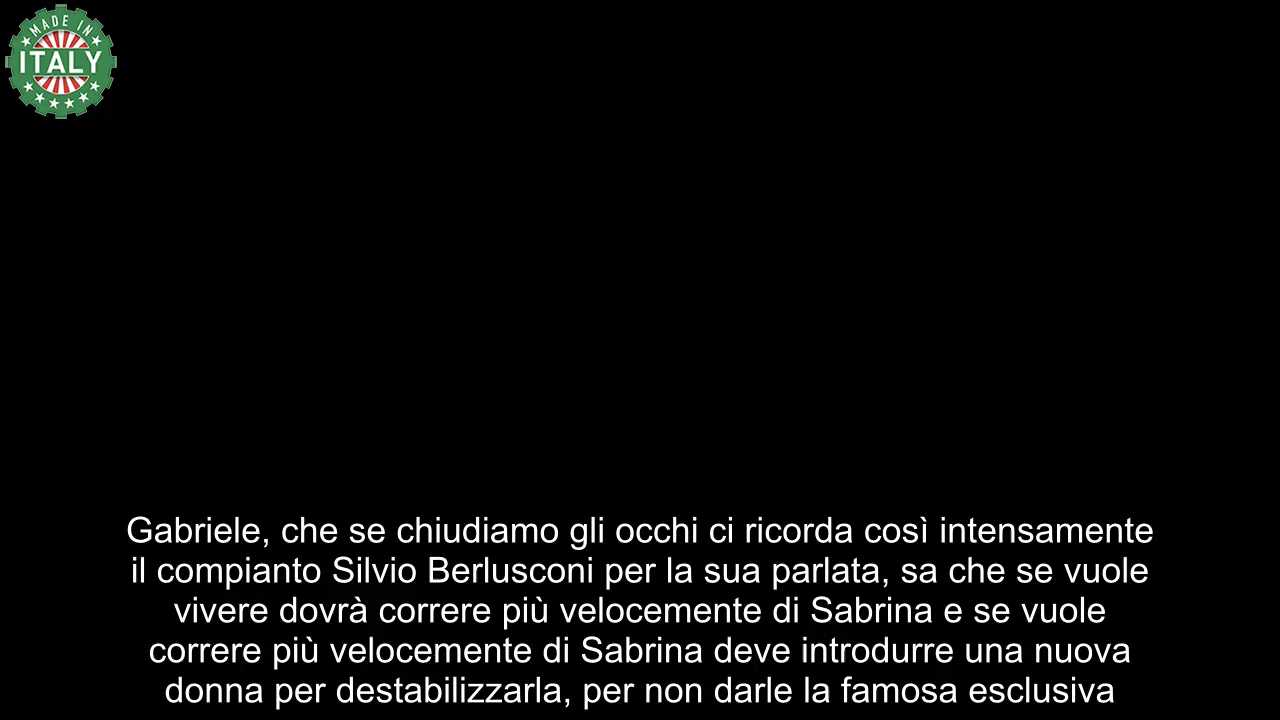 MADE IN
ITALY
Gabriele, che se chiudiamo gli occhi ci ricorda così intensamente
il compianto Silvio Berlusconi per la sua parlata, sa che se vuole
vivere dovrà correre più velocemente di Sabrina e se vuole
correre più velocemente di Sabrina deve introdurre una nuova
donna per destabilizzarla, per non darle la famosa esclusiva